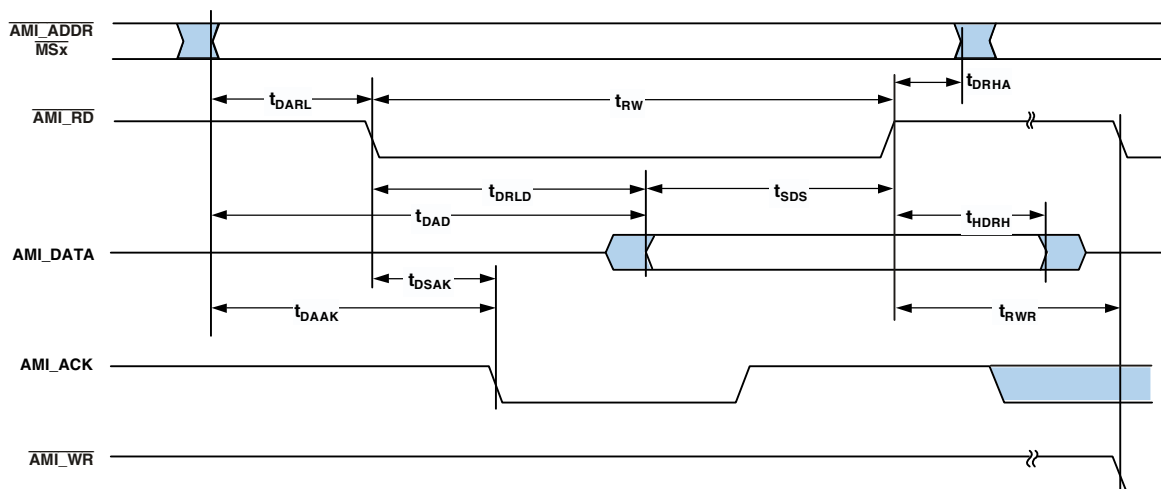 AMI_ADDR
MSx
tDARL
tRW
tDRHA
AMI_RD
tDRLD
tSDS
tDAD
tHDRH
AMI_DATA
tDSAK
tDAAK
tRWR
AMI_ACK
AMI_WR